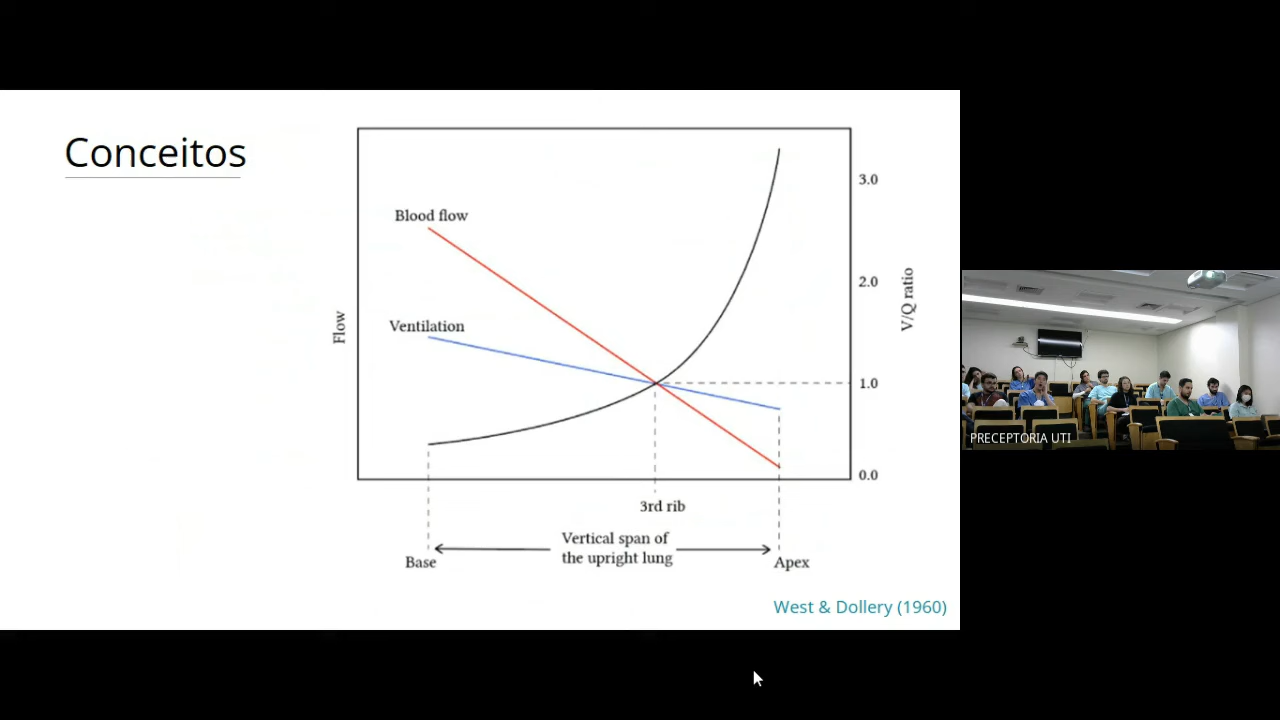 Conceitos
Blood flow
Ventilation
Flow
3.0
2.0
1.0
0.0
V/Q ratio
3rd rib
Vertical span of
the upright lung
Base
Apex
West & Dollery (1960)
PRECEPTORIA UTI